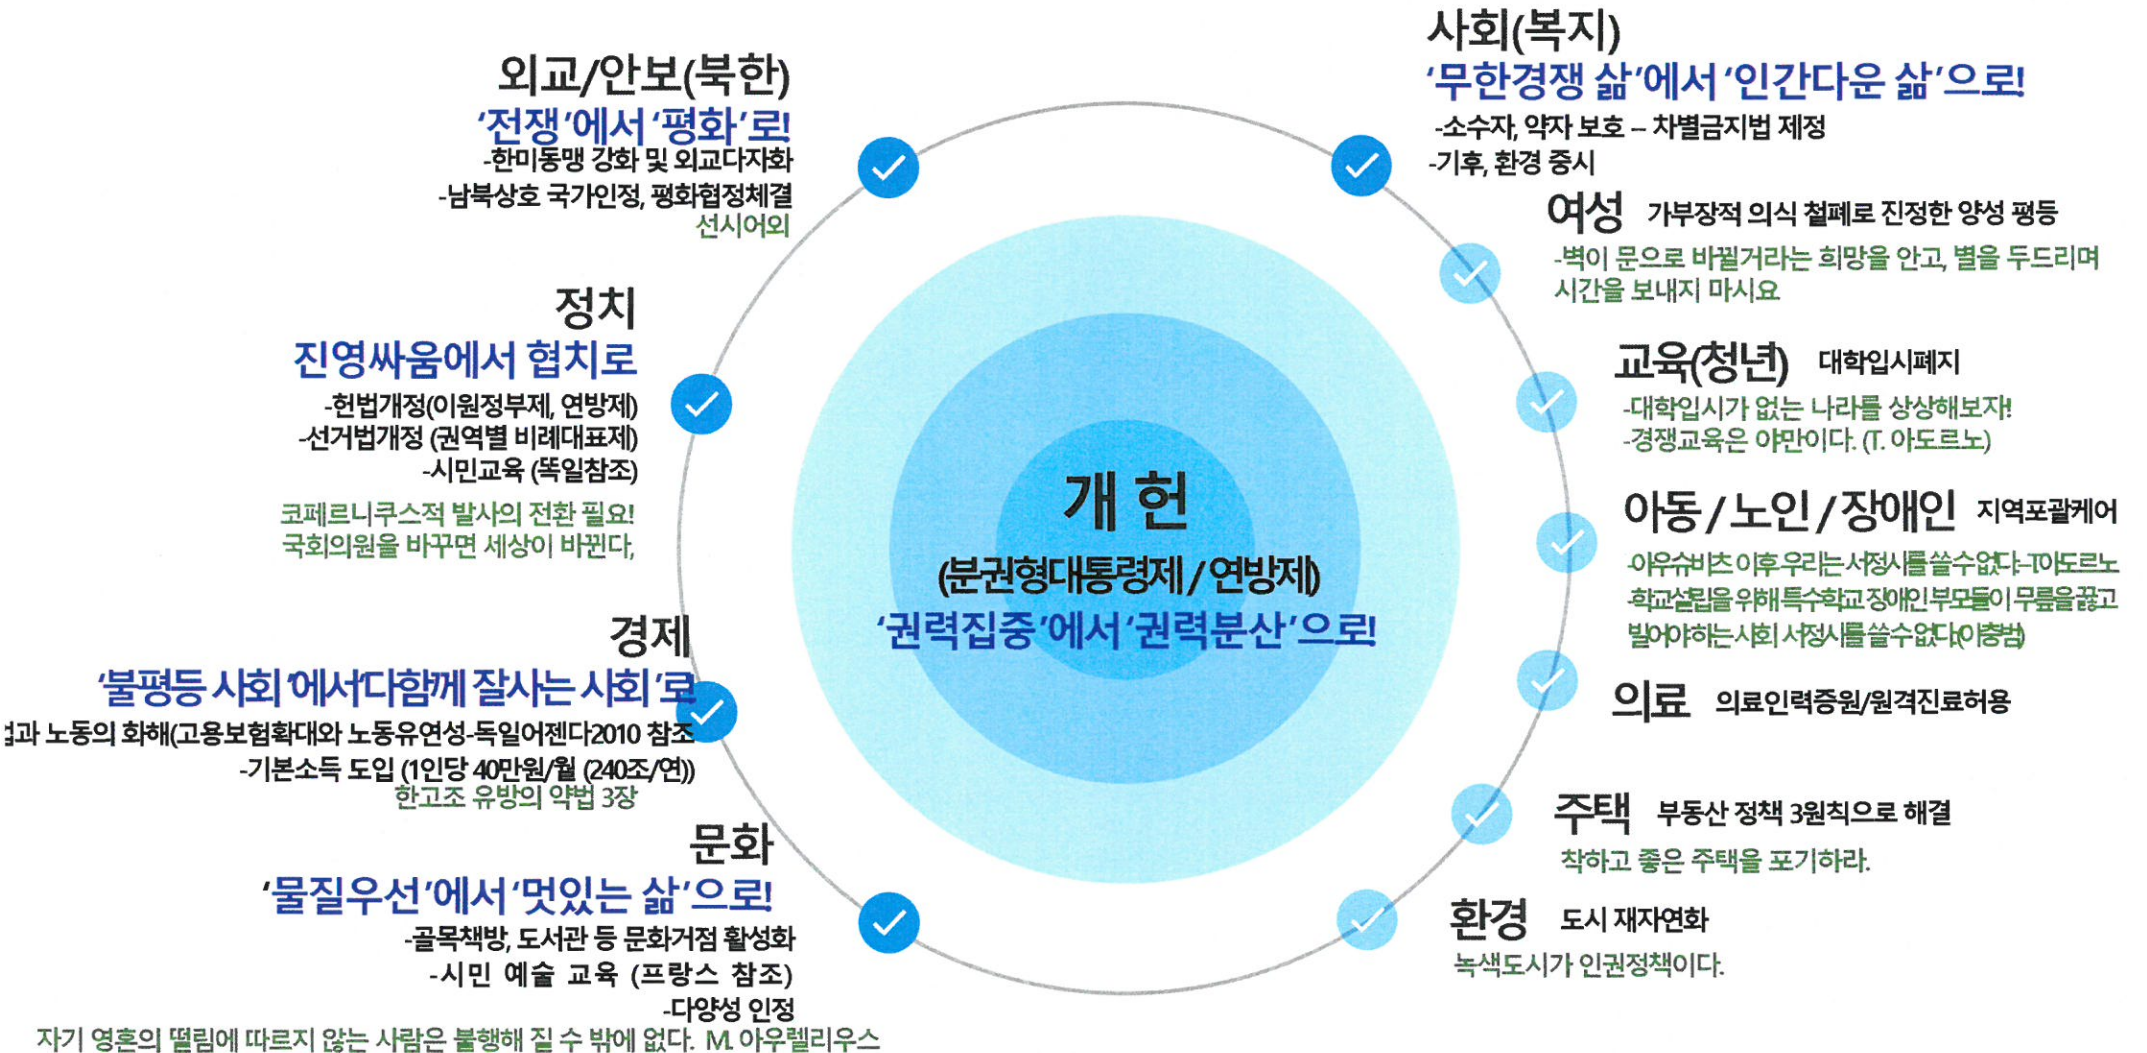 외교/안보(북한)
‘전쟁’에서 ‘평화’로!
-한미동맹 강화 및 외교다자화
-남북상호 국가인정, 평화협정체결
선시어외
정치
진영싸움에서 협치로
-헌법개정(이원정부제, 연방제)
-선거법개정 (권역별 비례대표제)
-시민교육 (똑일참조)
코페르니쿠스적 발사의 전환 필요!
국회의원을 바꾸면 세상이 바뀐다,
경제
‘불평등 사회 ’에서‘다함께 잘사는 사회 ’로
과 노동의 화해(고용보험확대와 노동유연성-독일어젠다2010 참조
-기본소득 도입 (1인당 40만원/월 (240조/연))
한고조 유방의 약법 3장
문화
‘물질우선’에서 ‘멋있는 삶’으로!
-골목책방, 도서관 등 문화거점 활성화
-시민 예술 교육 (프랑스 참조)
-다양성 인정
자기 영혼의 떨림에 따르지 않는 사람은 불행해 질 수 밖에 없다. M. 아우렐리우스
개 헌
(분권형대통령제 / 연방제)
‘권력집중’에서 ‘권력분산’으로!
사회(복지)
‘무한경쟁 삶’에서 ‘인간다운 삶’으로!
-소수자, 약자 보호 – 차별금지법 제정
-기후, 환경 중시
여성 가부장적 의식 철폐로 진정한 양성 평등
-벽이 문으로 바뀔거라는 희망을 안고, 별을 두드리며
시간을 보내지 마시요
교육(청년) 대학입시폐지
-대학입시가 없는 나라를 상상해보자!
-경쟁교육은 야만이다. (T. 아도르노)
아동 / 노인 / 장애인 지역포괄케어
-아우슈비츠 이후 우리는 서정시를 쓸 수 없다.-T.아도르노
-학교설립을 위해 특수학교 장애인 부모들이 무릎을 끓고
빌어야 하는 사회 서정시를 쓸 수 없다(이충범)
의료 의료인력증원/원격진료허용
주택 부동산 정책 3원칙으로 해결
착하고 좋은 주택을 포기하라.
환경 도시 재자연화
녹색도시가 인권정책이다.